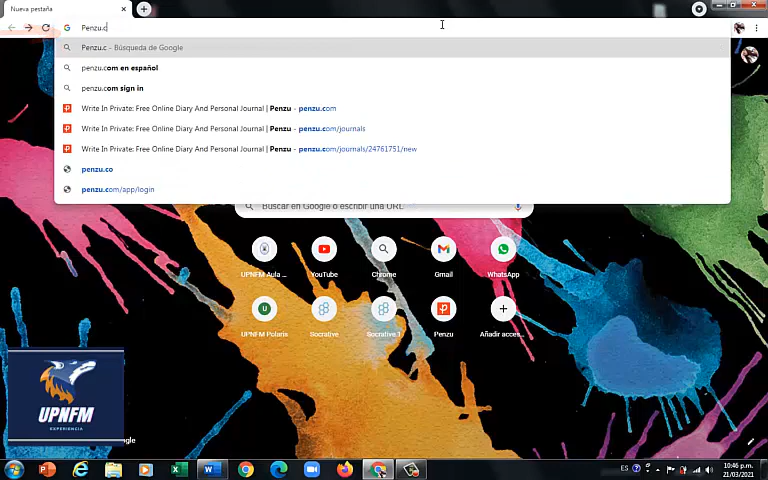 Nueva pestaña
Penzu.c
Penzu.c - Búsqueda de Google
penzu.com en español
penzu.com sign in
Write In Private: Free Online Diary And Personal Journal | Penzu - penzu.com
Write In Private: Free Online Diary And Personal Journal | Penzu - penzu.com/journals
Write In Private: Free Online Diary And Personal Journal | Penzu - penzu.com/journals/24761751/new
penzu.co
penzu.com/app/login
Buscar en Google o escribir una URL
UPNFM Aula ...
YouTube
Chrome
Gmail
WhatsApp
UPNFM Polaris
Socrative
Socrative 1
Penzu
Añadir acces...
UPNFM
EXPERIENCIA
ES
10:46 p.m.
21/03/2021